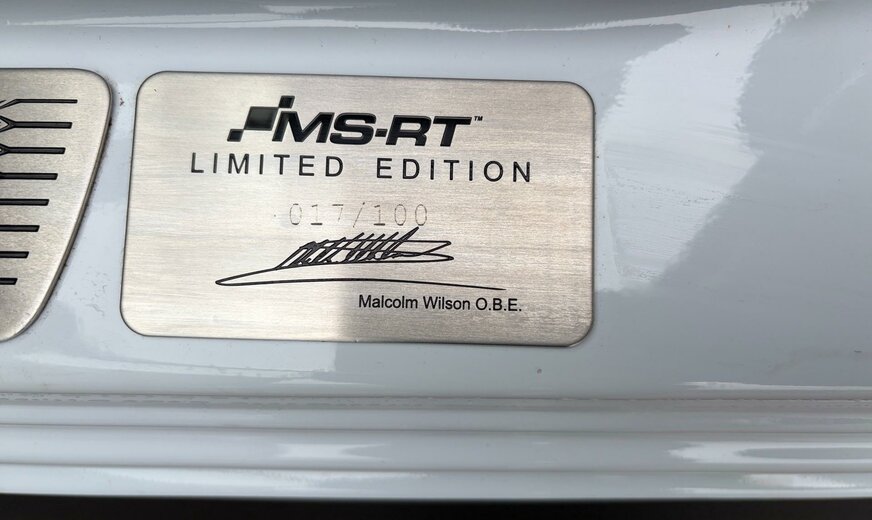 MS-RT™
LIMITED EDITION
017/100
Malcolm Wilson O.B.E.